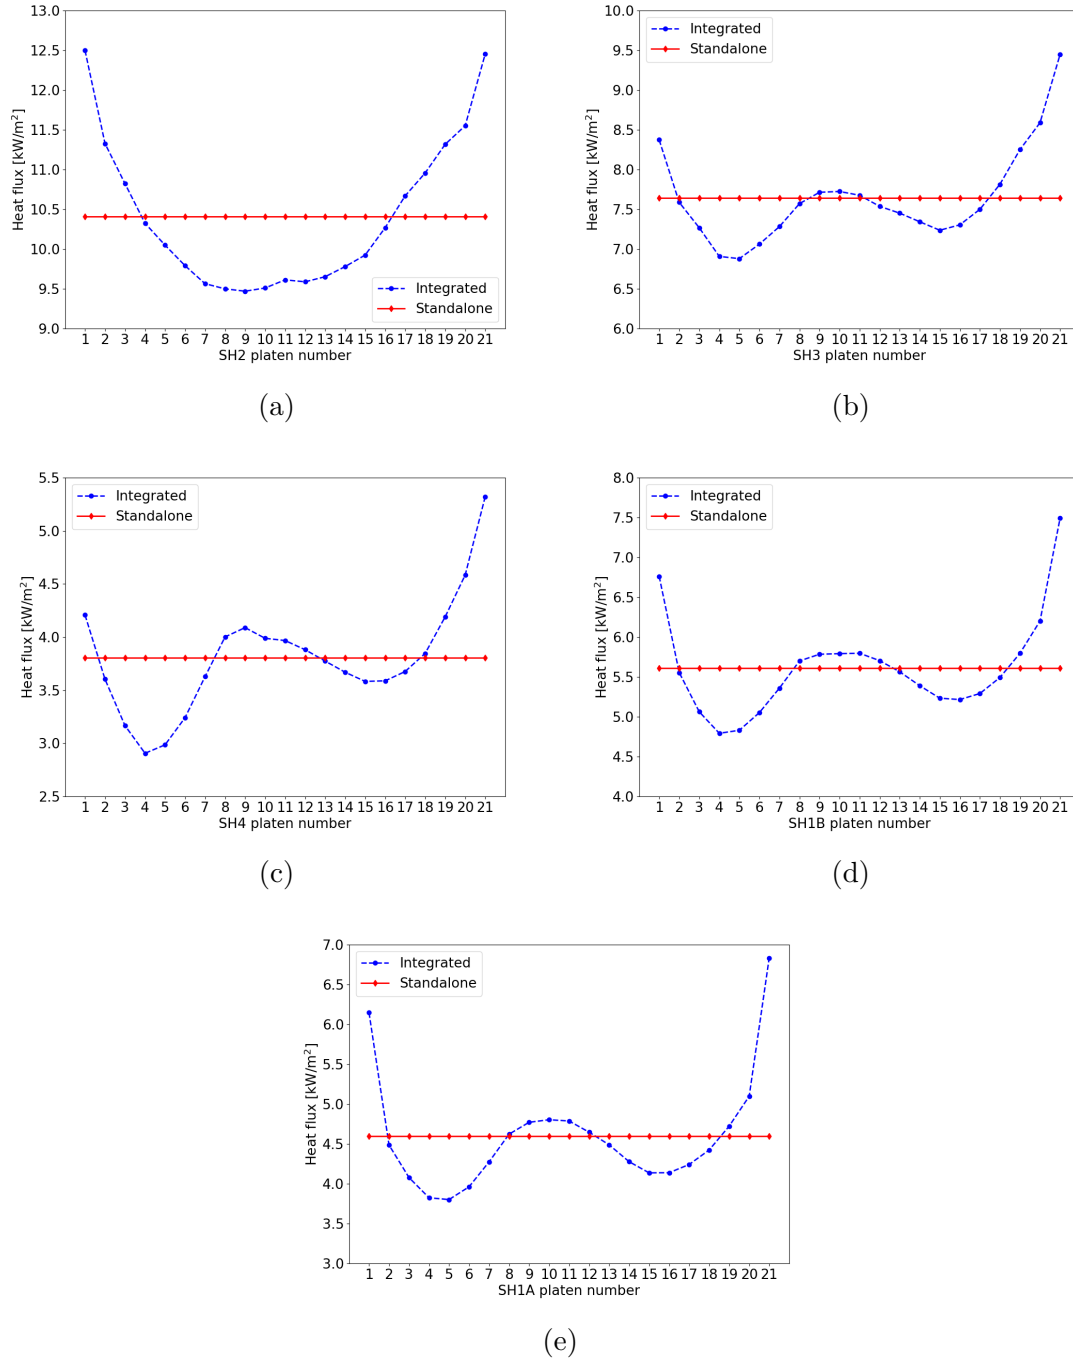 13.0
12.5
12.0
11.5
11.0
10.5
10.0
9.5
9.0
Heat flux [kW/m²]
Integrated
Standalone
1 2 3 4 5 6 7 8 9 10 11 12 13 14 15 16 17 18 19 20 21
SH2 platen number
(a)
10.0
9.5
9.0
8.5
8.0
7.5
7.0
6.5
6.0
Heat flux [kW/m²]
Integrated
Standalone
1 2 3 4 5 6 7 8 9 10 11 12 13 14 15 16 17 18 19 20 21
SH3 platen number
(b)
5.5
5.0
4.5
4.0
3.5
3.0
2.5
Heat flux [kW/m²]
Integrated
Standalone
1 2 3 4 5 6 7 8 9 10 11 12 13 14 15 16 17 18 19 20 21
SH4 platen number
(c)
8.0
7.5
7.0
6.5
6.0
5.5
5.0
4.5
4.0
Heat flux [kW/m²]
Integrated
Standalone
1 2 3 4 5 6 7 8 9 10 11 12 13 14 15 16 17 18 19 20 21
SH1B platen number
(d)
7.0
6.5
6.0
5.5
5.0
4.5
4.0
3.5
3.0
Heat flux [kW/m²]
Integrated
Standalone
1 2 3 4 5 6 7 8 9 10 11 12 13 14 15 16 17 18 19 20 21
SH1A platen number
(e)